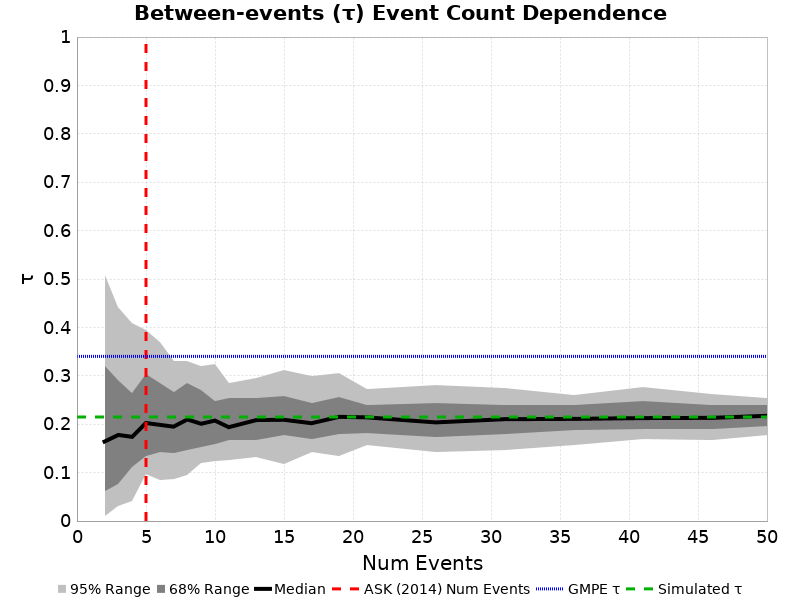 Between-events (τ) Event Count Dependence
1
0.9
0.8
0.7
0.6
0.5
0.4
0.3
0.2
0.1
0
τ
0 5 10 15 20 25 30 35 40 45 50
Num Events
95% Range 68% Range Median ASK (2014) Num Events GMPE τ Simulated τ